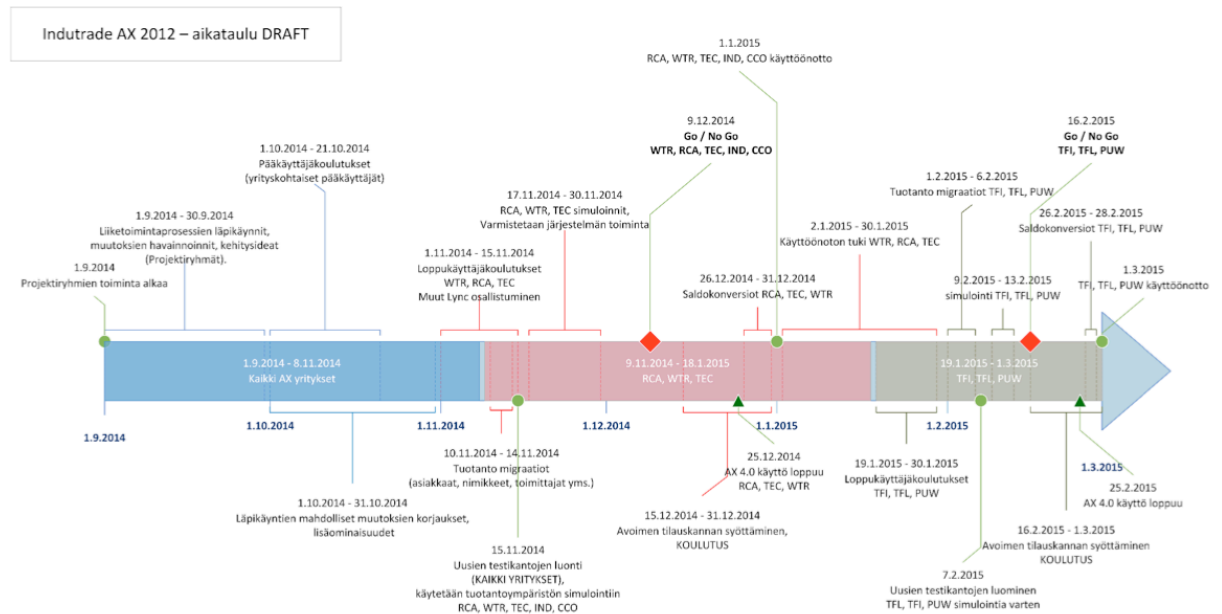 Indutrade AX 2012 – aikataulu DRAFT
1.1.2015
RCA, WTR, TEC, IND, CCO käyttöönotto
9.12.2014
Go / No Go
WTR, RCA, TEC, IND, CCO
16.2.2015
Go / No Go
TFI, TFL, PUW
1.10.2014 - 21.10.2014
Pääkäyttäjäkoulutukset
(yrityskohtaiset pääkäyttäjät)
1.2.2015 - 6.2.2015
Tuotanto migraatiot TFI, TFL, PUW
17.11.2014 - 30.11.2014
RCA, WTR, TEC simuloinnit,
Varmistetaan järjestelmän toiminta
1.9.2014 - 30.9.2014
Liiketoimintaprosessien läpikäynnit,
muutoksien havainnoinnit, kehitysideat
(Projektiryhmät).
26.2.2015 - 28.2.2015
Saldokonversiot TFI, TFL, PUW
2.1.2015 - 30.1.2015
Käyttöönoton tuki WTR, RCA, TEC
1.11.2014 - 15.11.2014
Loppukäyttäjäkoulutukset
WTR, RCA, TEC
Muut Lync osallistuminen
1.9.2014
Projektiryhmien toiminta alkaa
26.12.2014 - 31.12.2014
Saldokonversiot RCA, TEC, WTR
9.2.2015 - 13.2.2015
simulointi TFI, TFL, PUW
1.3.2015
TFI, TFL, PUW käyttöönotto
1.9.2014 - 8.11.2014
Kaikki AX yritykset
9.11.2014 - 18.1.2015
RCA, WTR, TEC
19.1.2015 - 1.3.2015
TFI, TFL, PUW
1.9.2014
1.10.2014
1.11.2014
1.12.2014
1.1.2015
1.2.2015
1.3.2015
10.11.2014 - 14.11.2014
Tuotanto migraatiot
(asiakkaat, nimikkeet, toimittajat yms.)
25.12.2014
AX 4.0 käyttö loppuu
RCA, TEC, WTR
19.1.2015 - 30.1.2015
Loppukäyttäjäkoulutukset
TFI, TFL, PUW
25.2.2015
AX 4.0 käyttö loppuu
1.10.2014 - 31.10.2014
Läpikäyntien mahdolliset muutoksien korjaukset,
lisäominaisuudet
15.12.2014 - 31.12.2014
Avoimen tilauskannan syöttäminen,
KOULUTUS
16.2.2015 - 1.3.2015
Avoimen tilauskannan syöttäminen
KOULUTUS
15.11.2014
Uusien testikantojen luonti
(KAIKKI YRITYKSET),
käytetään tuotantoympäristön simulointiin
RCA, WTR, TEC, IND, CCO
7.2.2015
Uusien testikantojen luominen
TFL, TFI, PUW simulointia varten